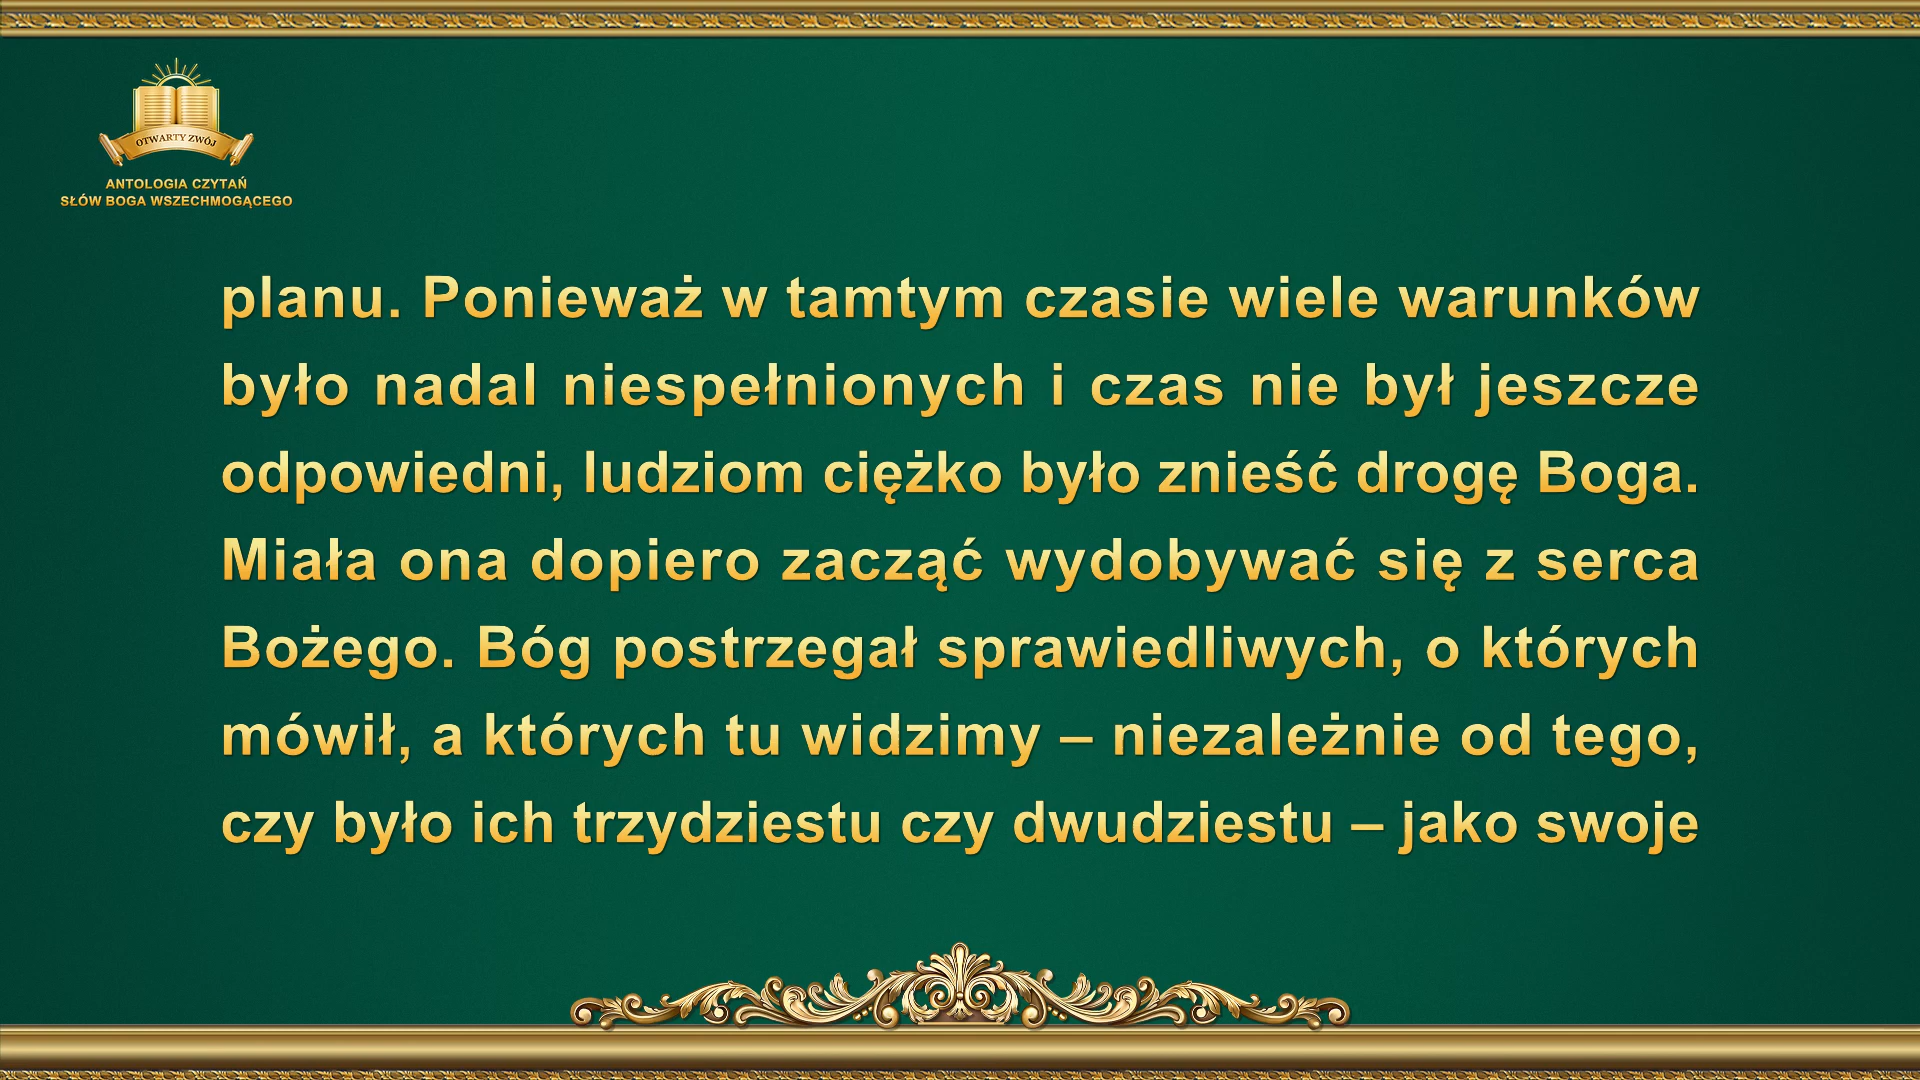 OTWARTY ZWÓJ
ANTOLOGIA CZYTAŃ
SŁÓW BOGA WSZECHMOGĄCEGO
planu. Ponieważ w tamtym czasie wiele warunków
było nadal niespełnionych i czas nie był jeszcze
odpowiedni, ludziom ciężko było znieść drogę Boga.
Miała ona dopiero zacząć wydobywać się z serca
Bożego. Bóg postrzegał sprawiedliwych, o których
mówił, a których tu widzimy – niezależnie od tego,
czy było ich trzydziestu czy dwudziestu – jako swoje